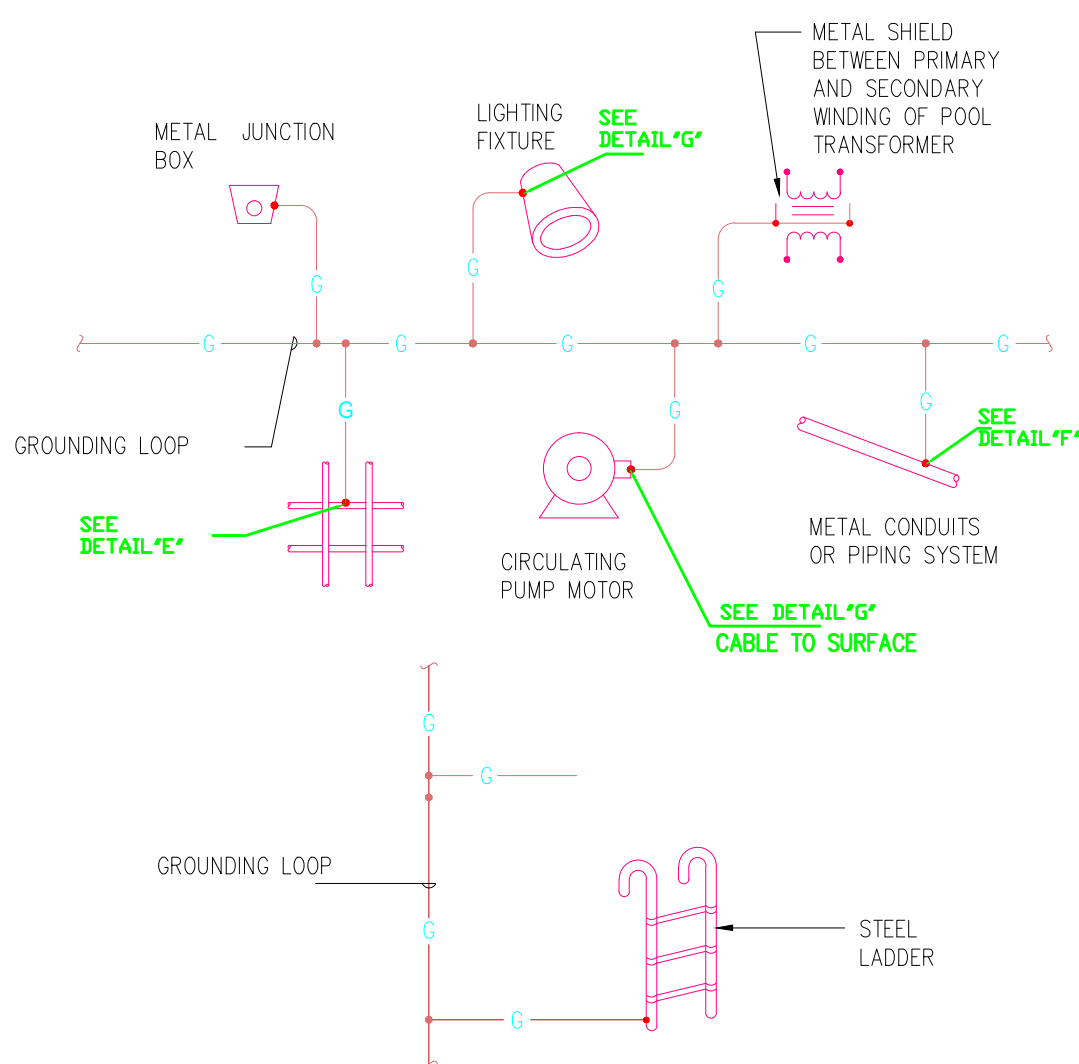 METAL SHIELD
BETWEEN PRIMARY
AND SECONDARY
WINDING OF POOL
TRANSFORMER
LIGHTING
FIXTURE
SEE
DETAIL"G"
METAL JUNCTION
BOX
G
G
G
G
G
G
G
G
G
G
G
GROUNDING LOOP
SEE
DETAIL"F"
SEE
DETAIL"E"
METAL CONDUITS
OR PIPING SYSTEM
CIRCULATING
PUMP MOTOR
SEE DETAIL"G"
CABLE TO SURFACE
G
G
GROUNDING LOOP
G
STEEL
LADDER
G